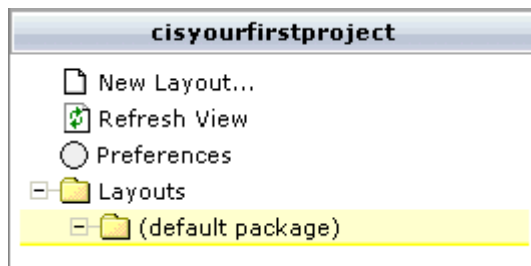 cisyourfirstproject
New Layout...
Refresh View
Preferences
Layouts
(default package)